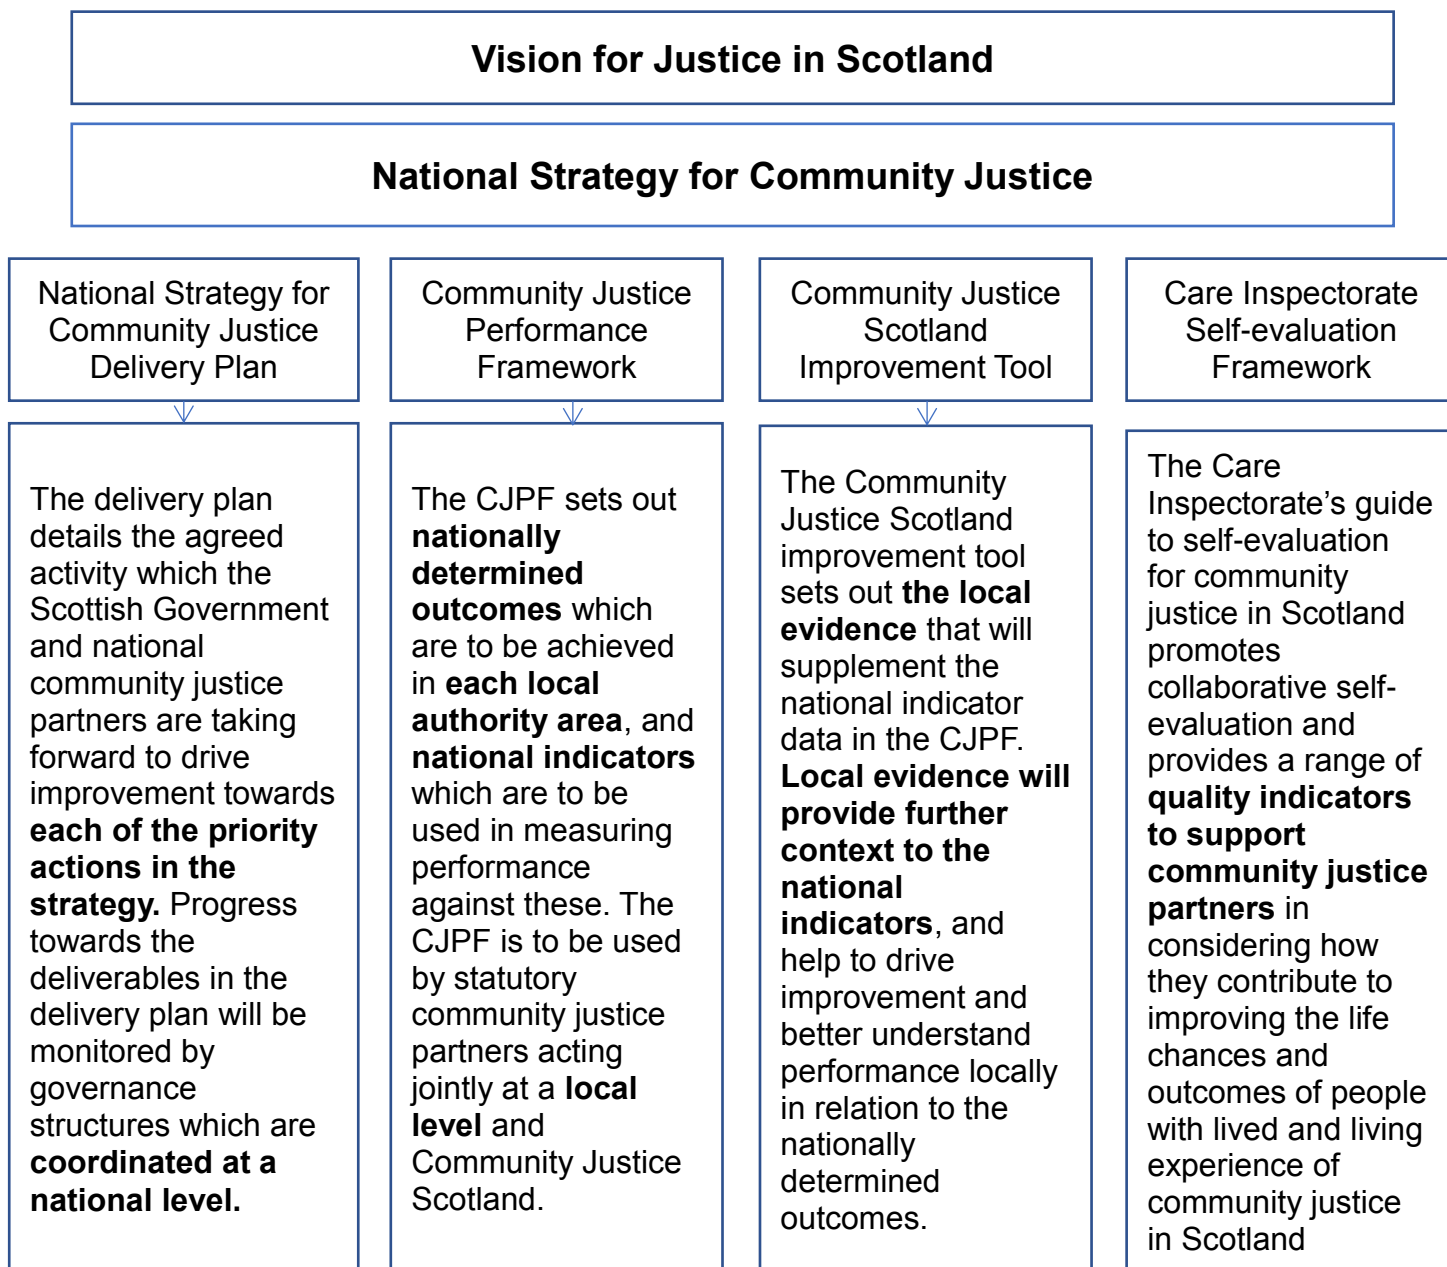 Vision for Justice in Scotland
National Strategy for Community Justice
National Strategy for
Community Justice
Delivery Plan
The delivery plan
details the agreed
activity which the
Scottish Government
and national
community justice
partners are taking
forward to drive
improvement towards
each of the priority
actions in the
strategy. Progress
towards the
deliverables in the
delivery plan will be
monitored by
governance
structures which are
coordinated at a
national level.
Community Justice
Performance
Framework
The CJPF sets out
nationally
determined
outcomes which
are to be achieved
in each local
authority area, and
national indicators
which are to be
used in measuring
performance
against these. The
CJPF is to be used
by statutory
community justice
partners acting
jointly at a local
level and
Community Justice
Scotland.
Community Justice
Scotland
Improvement Tool
The Community
Justice Scotland
improvement tool
sets out the local
evidence that will
supplement the
national indicator
data in the CJPF.
Local evidence will
provide further
context to the
national
indicators, and
help to drive
improvement and
better understand
performance locally
in relation to the
nationally
determined
outcomes.
Care Inspectorate
Self-evaluation
Framework
The Care
Inspectorate’s guide
to self-evaluation
for community
justice in Scotland
promotes
collaborative self-
evaluation and
provides a range of
quality indicators
to support
community justice
partners in
considering how
they contribute to
improving the life
chances and
outcomes of people
with lived and living
experience of
community justice
in Scotland